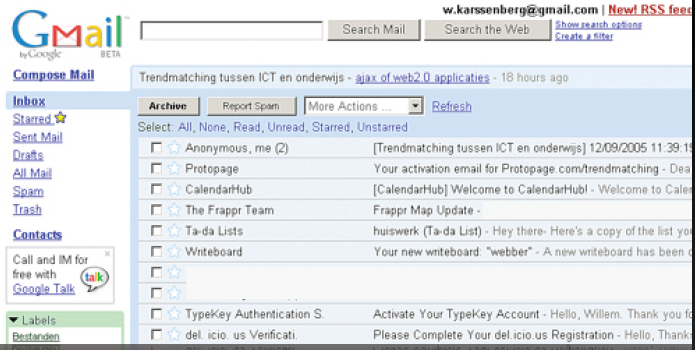 w.karssenberg@gmail.com | New! RSS feed
Gmail
by Google BETA
Search Mail
Search the Web
Show search options
Create a filter
Compose Mail
Trendmatching tussen ICT en onderwijs - ajax of web2.0 applicaties - 18 hours ago
Inbox
Archive
Report Spam
More Actions ...
Refresh
Starred
Select: All, None, Read, Unread, Starred, Unstarred
Sent Mail
Drafts
All Mail
Spam
Trash
Contacts
Anonymous, me (2) [Trendmatching tussen ICT en onderwijs] 12/09/2005 11:39:15
Protopage Your activation email for Protopage.com/trendmatching - Dea
CalendarHub [CalendarHub] Welcome to CalendarHub! - Welcome to Cale
The Frappr Team Frappr Map Update -
Ta-da Lists huiswerk (Ta-da List) - Hey there- Here's a copy of the list you
Writeboard Your new writeboard: "webber" - A new writeboard has been c
TypeKey Authentication S. Activate Your TypeKey Account - Hello, Willem. Thank you fo
del. icio. us Verificati. Please Complete Your del.icio.us Registration - Hello, Thanks
Call and IM for
free with
Google Talk
talk
Labels
Bestanden